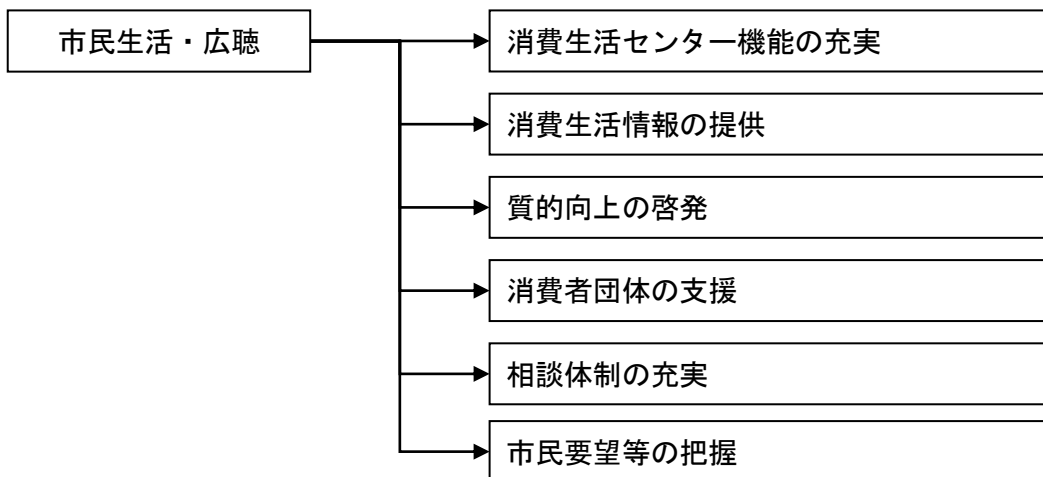 市民生活・広聴
消費生活センター機能の充実
消費生活情報の提供
質的向上の啓発
消費者団体の支援
相談体制の充実
市民要望等の把握